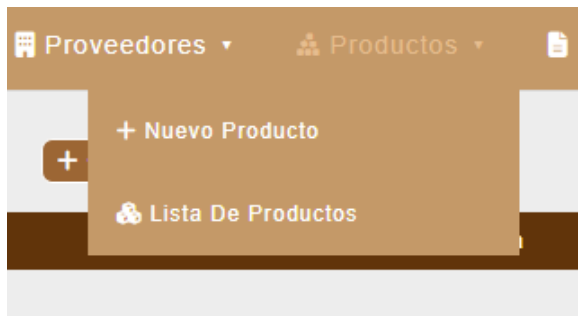 Proveedores
Productos
+ Nuevo Producto
Lista De Productos